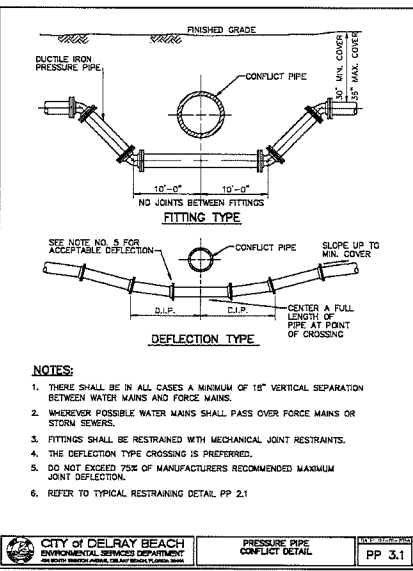 FINISHED GRADE
DUCTILE IRON
PRESSURE PIPE
CONFLICT PIPE
30" MIN. COVER
36" MAX. COVER
10'-0" 10'-0"
NO JOINTS BETWEEN FITTINGS
FITTING TYPE
SEE NOTE NO. 5 FOR
ACCEPTABLE DEFLECTION
CONFLICT PIPE
SLOPE UP TO
MIN. COVER
D.I.P. D.I.P.
CENTER A FULL
LENGTH OF
PIPE AT POINT
OF CROSSING
DEFLECTION TYPE
NOTES:
1. THERE SHALL BE IN ALL CASES A MINIMUM OF 18" VERTICAL SEPARATION
BETWEEN WATER MAINS AND FORCE MAINS.
2. WHEREVER POSSIBLE WATER MAINS SHALL PASS OVER FORCE MAINS OR
STORM SEWERS.
3. FITTINGS SHALL BE RESTRAINED WITH MECHANICAL JOINT RESTRAINTS.
4. THE DEFLECTION TYPE CROSSING IS PREFERRED.
5. DO NOT EXCEED 75% OF MANUFACTURERS RECOMMENDED MAXIMUM
JOINT DEFLECTION.
6. REFER TO TYPICAL RESTRAINING DETAIL PP 2.1
CITY of DELRAY BEACH
ENVIRONMENTAL SERVICES DEPARTMENT
PRESSURE PIPE
CONFLICT DETAIL
PP 3.1